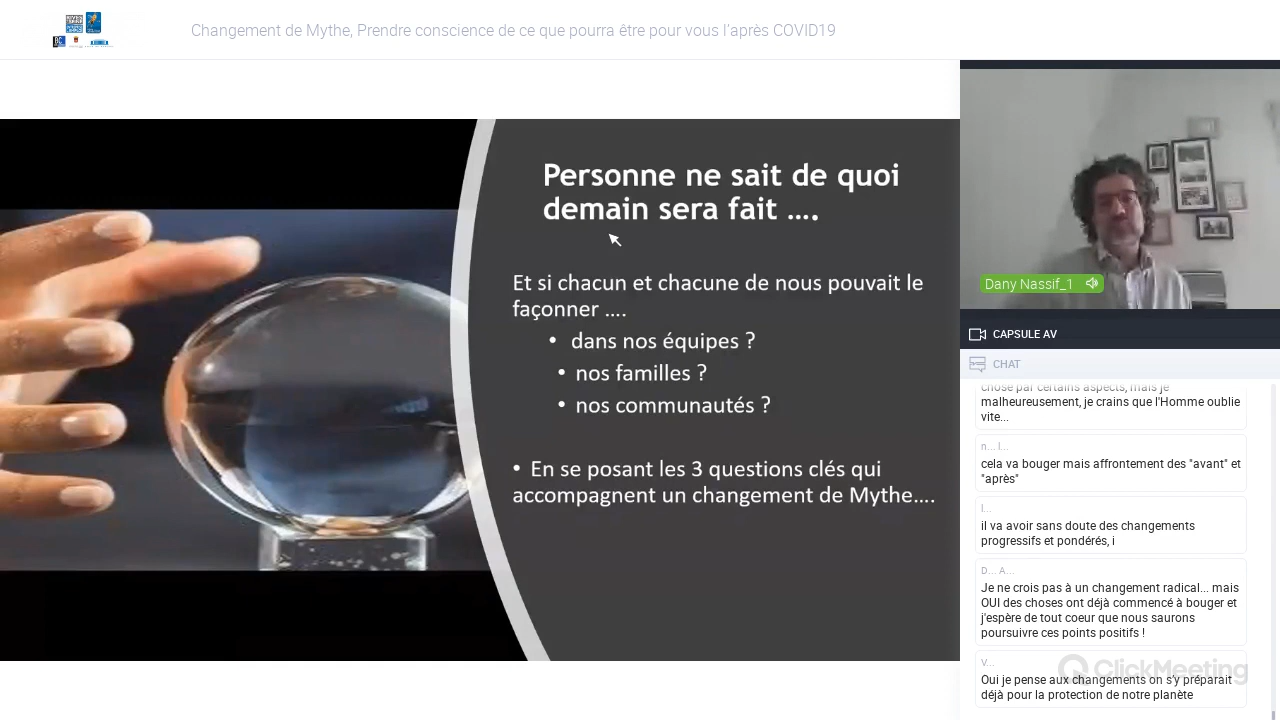 Changement de Mythe, Prendre conscience de ce que pourra être pour vous l'après COVID19
Personne ne sait de quoi
demain sera fait ....
Et si chacun et chacune de nous pouvait le
façonner ....
• dans nos équipes ?
• nos familles ?
• nos communautés ?
• En se posant les 3 questions clés qui
accompagnent un changement de Mythe....
Dany Nassif_1
CAPSULE AV
CHAT
chose par certains aspects, mais je
malheureusement, je crains que l'Homme oublie
vite...
n... l...
cela va bouger mais affrontement des "avant" et
"après"
l...
il va avoir sans doute des changements
progressifs et pondérés, i
D... A...
Je ne crois pas à un changement radical... mais
OUI des choses ont déjà commencé à bouger et
j'espère de tout coeur que nous saurons
poursuivre ces points positifs !
V...
Oui je pense aux changements on s'y préparait
déjà pour la protection de notre planète
ClickMeeting